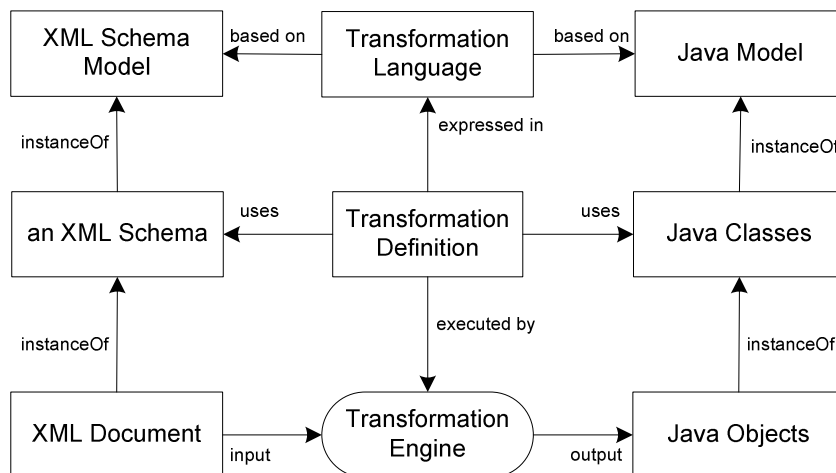 XML Schema
Model
based on
Transformation
Language
based on
Java Model
instanceOf
expressed in
instanceOf
an XML Schema
uses
Transformation
Definition
uses
Java Classes
instanceOf
executed by
instanceOf
XML Document
input
Transformation
Engine
output
Java Objects